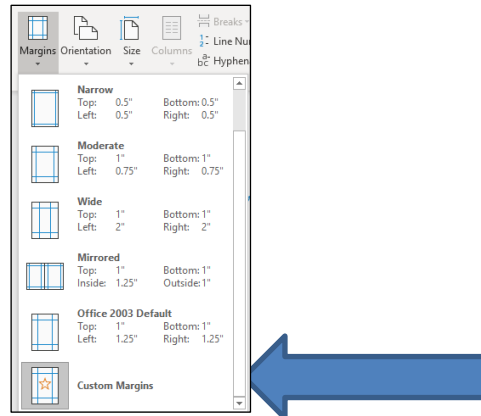 Breaks
Margins Orientation Size Columns
Line Nu
Hyphen
Narrow
Top: 0.5" Bottom: 0.5"
Left: 0.5" Right: 0.5"
Moderate
Top: 1" Bottom: 1"
Left: 0.75" Right: 0.75"
Wide
Top: 1" Bottom: 1"
Left: 2" Right: 2"
Mirrored
Top: 1" Bottom: 1"
Inside: 1.25" Outside: 1"
Office 2003 Default
Top: 1" Bottom: 1"
Left: 1.25" Right: 1.25"
Custom Margins